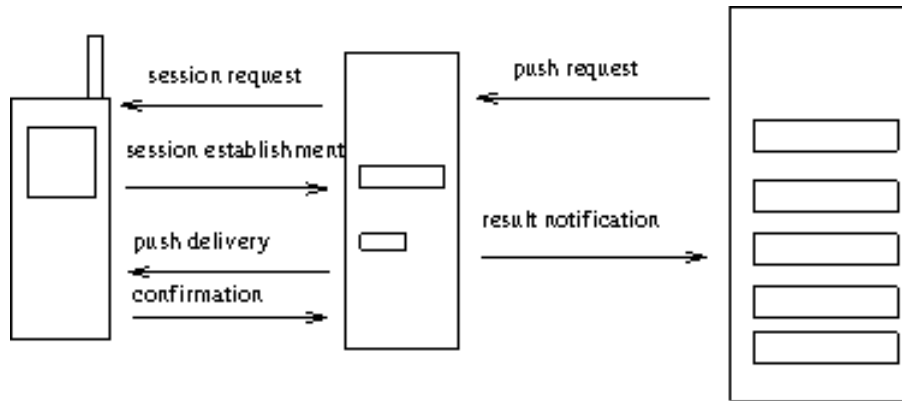 session request
push request
session establishment
result notification
push delivery
confirmation